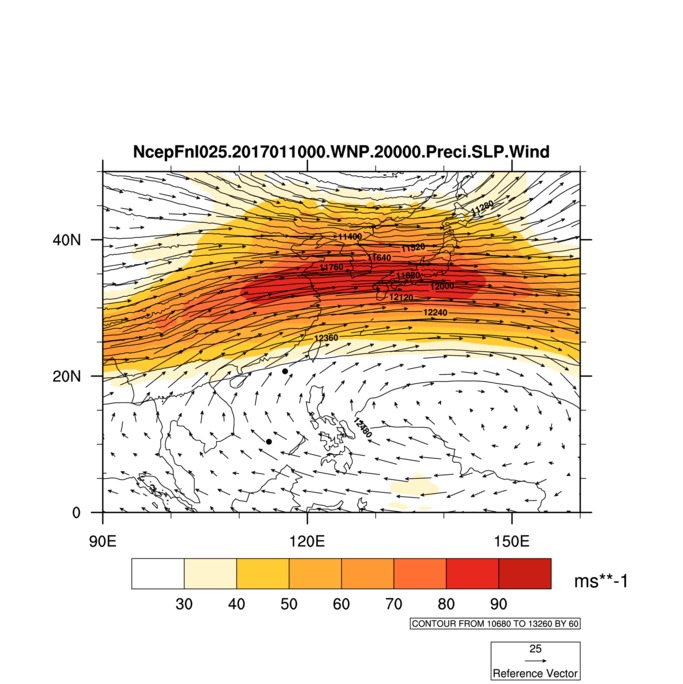 NcepFnl025.2017011000.WNP.20000.Preci.SLP.Wind
11280
40N
11400
11520
11640
11760
11880
12000
12120
12240
12360
20N
12480
0
90E 120E 150E
ms**-1
30 40 50 60 70 80 90
CONTOUR FROM 10680 TO 13260 BY 60
25
Reference Vector